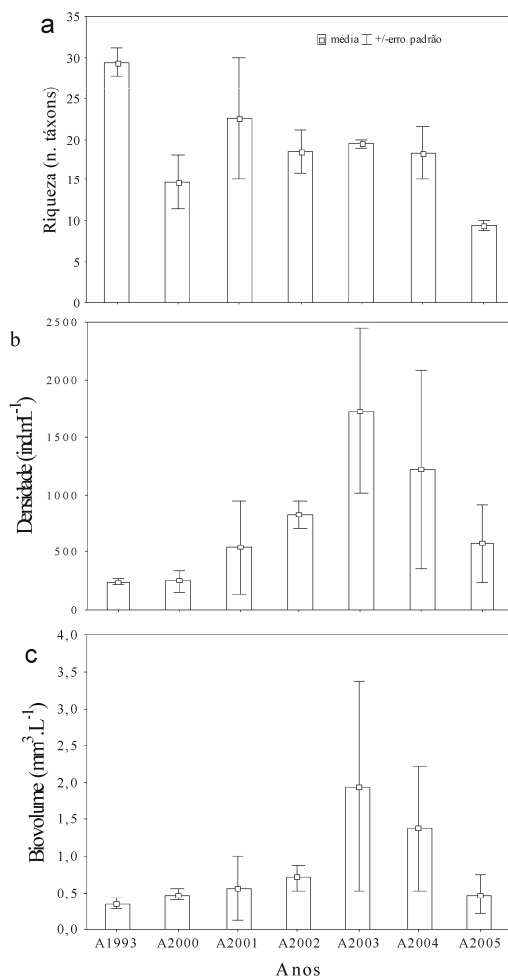 a
35
30
25
20
15
10
5
0
Riqueza (n. táxons)
média +/-erro padrão
b
2500
2000
1500
1000
500
0
Densidade (ind.mL-1)
c
4,0
3,5
3,0
2,5
2,0
1,5
1,0
0,5
0,0
Biovolume (mm3.L-1)
A1993 A2000 A2001 A2002 A2003 A2004 A2005
Anos